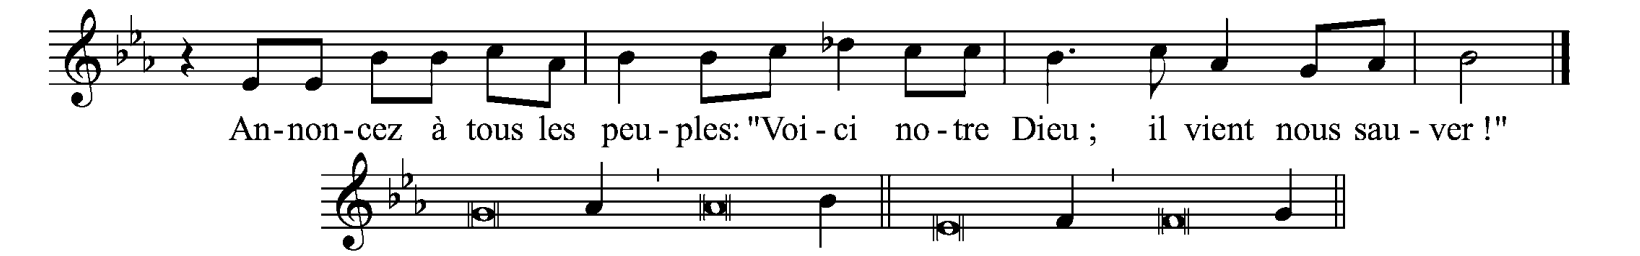 An-non-cez à tous les peu-ples: "Voi-ci no-tre Dieu ; il vient nous sau-ver !"